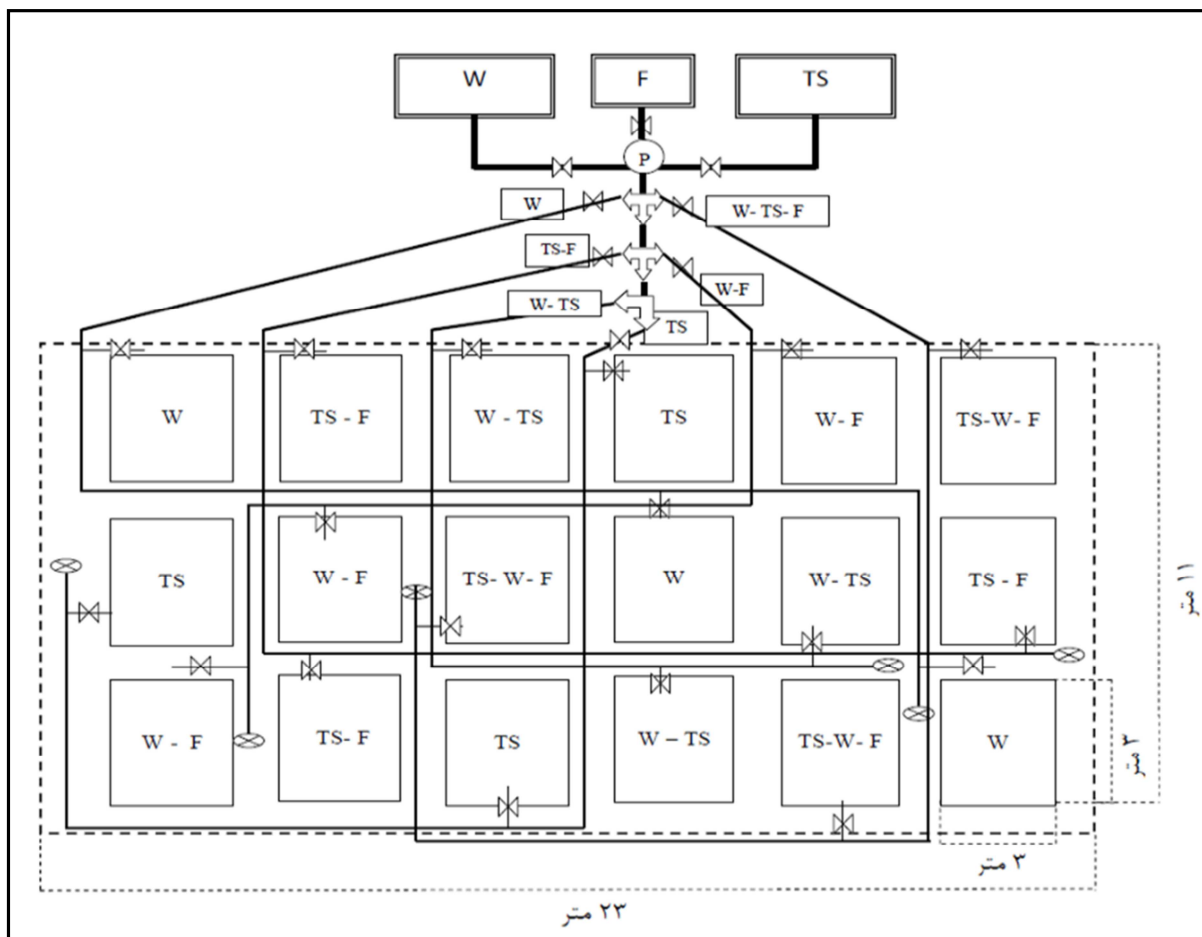 W F TS
P
W W- TS- F
TS-F W-F
W- TS TS
W TS - F W - TS TS W- F TS-W- F
TS W - F TS- W- F W W- TS TS - F
W - F TS- F TS W – TS TS-W- F W
۱۱ متر
۳ متر
۳ متر
۲۳ متر